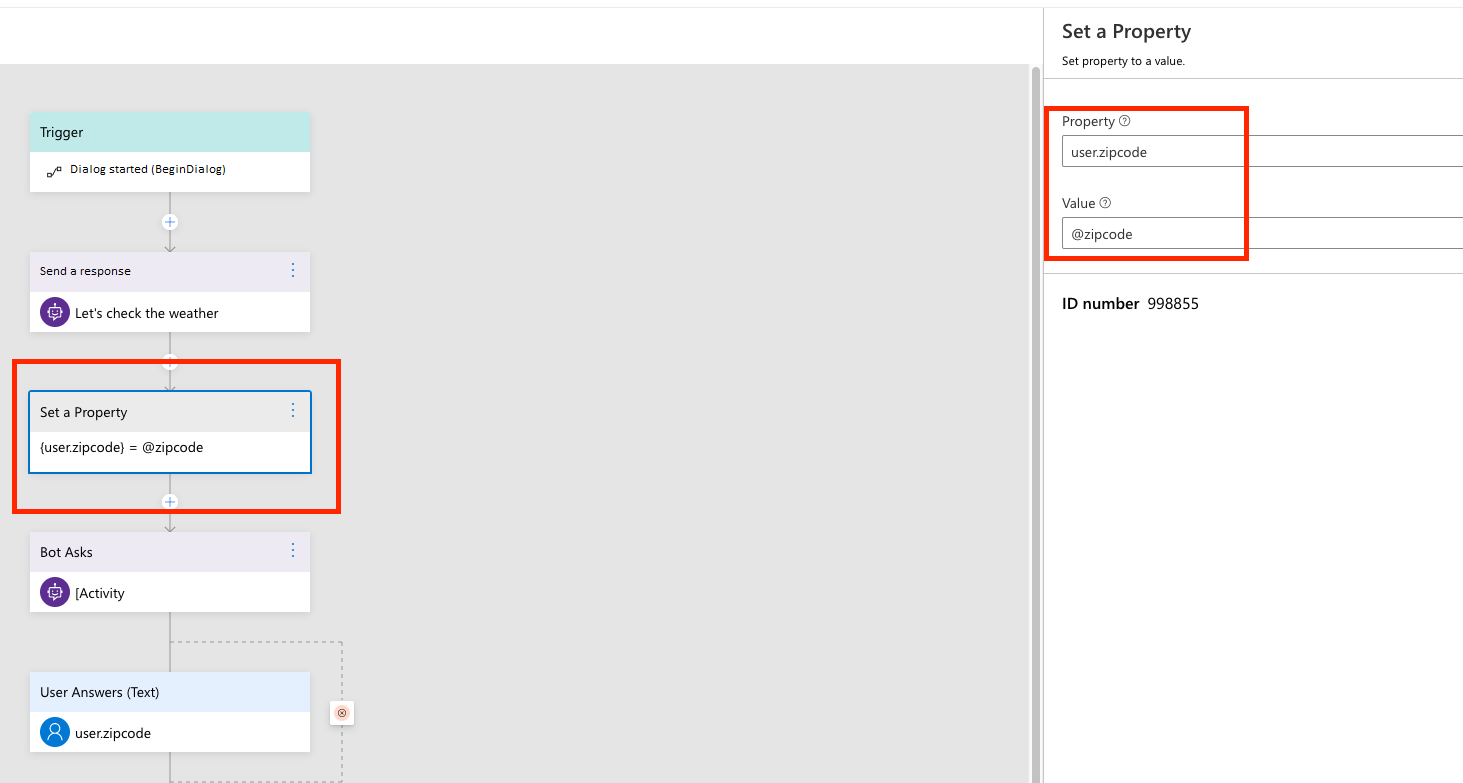 Trigger
Dialog started (BeginDialog)
Send a response
Let's check the weather
Set a Property
{user.zipcode} = @zipcode
Bot Asks
[Activity
User Answers (Text)
user.zipcode
Set a Property
Set property to a value.
Property
user.zipcode
Value
@zipcode
ID number 998855